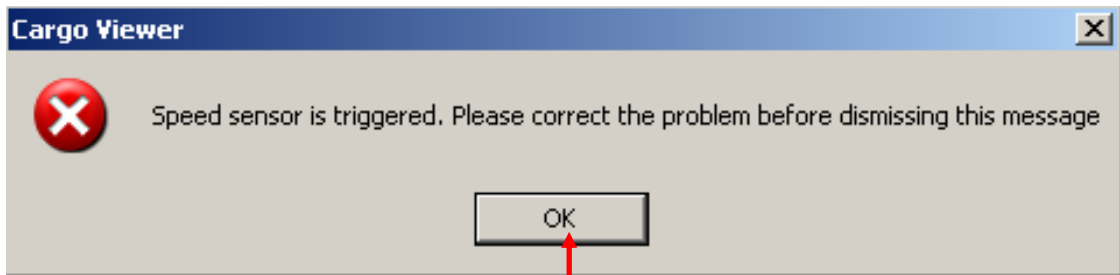 Cargo Viewer
Speed sensor is triggered. Please correct the problem before dismissing this message
OK